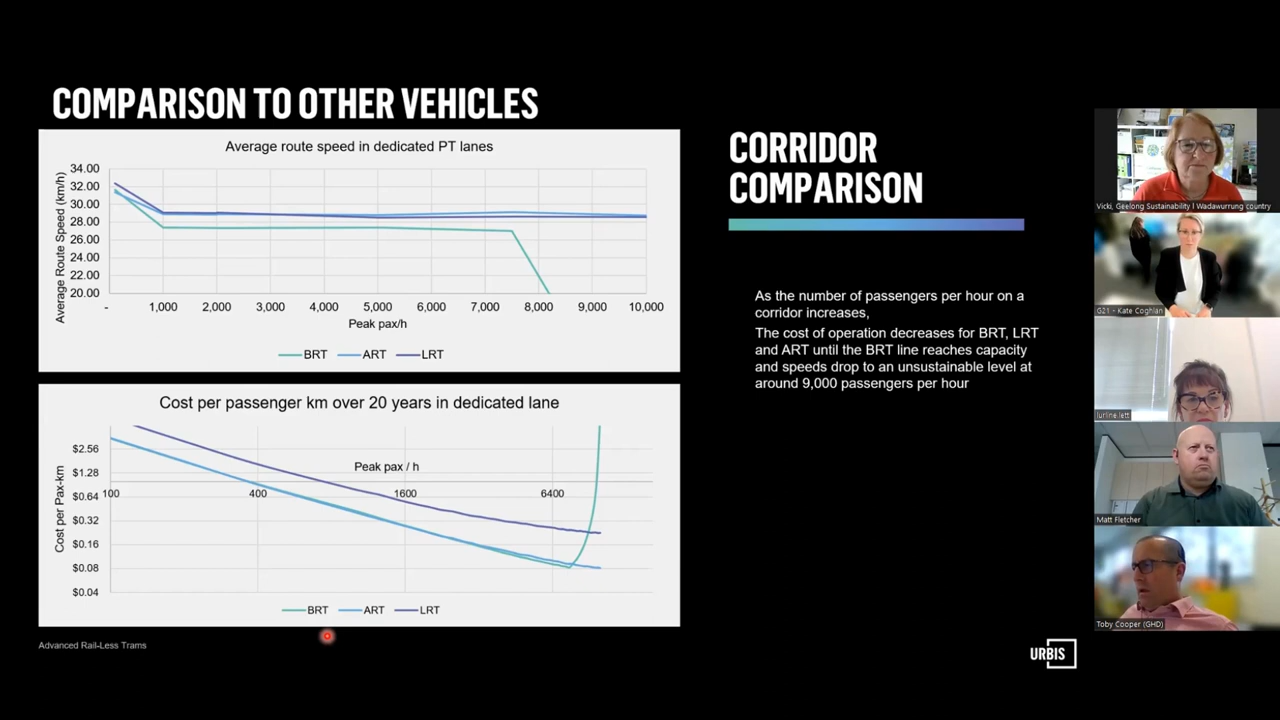 COMPARISON TO OTHER VEHICLES
Average route speed in dedicated PT lanes
Average Route Speed (km/h)
34.00
32.00
30.00
28.00
26.00
24.00
22.00
20.00
- 1,000 2,000 3,000 4,000 5,000 6,000 7,000 8,000 9,000 10,000
Peak pax/h
BRT ART LRT
Cost per passenger km over 20 years in dedicated lane
Cost per Pax-km
$2.56
$1.28
$0.64
$0.32
$0.16
$0.08
$0.04
Peak pax / h
100 400 1600 6400
BRT ART LRT
Advanced Rail-Less Trams
CORRIDOR
COMPARISON
As the number of passengers per hour on a
corridor increases,
The cost of operation decreases for BRT, LRT
and ART until the BRT line reaches capacity
and speeds drop to an unsustainable level at
around 9,000 passengers per hour
URBIS
Vicki, Geelong Sustainability I Wadawurrung country
G21 - Kate Coghlan
lurline.lett
Matt Fletcher
Toby Cooper (GHD)